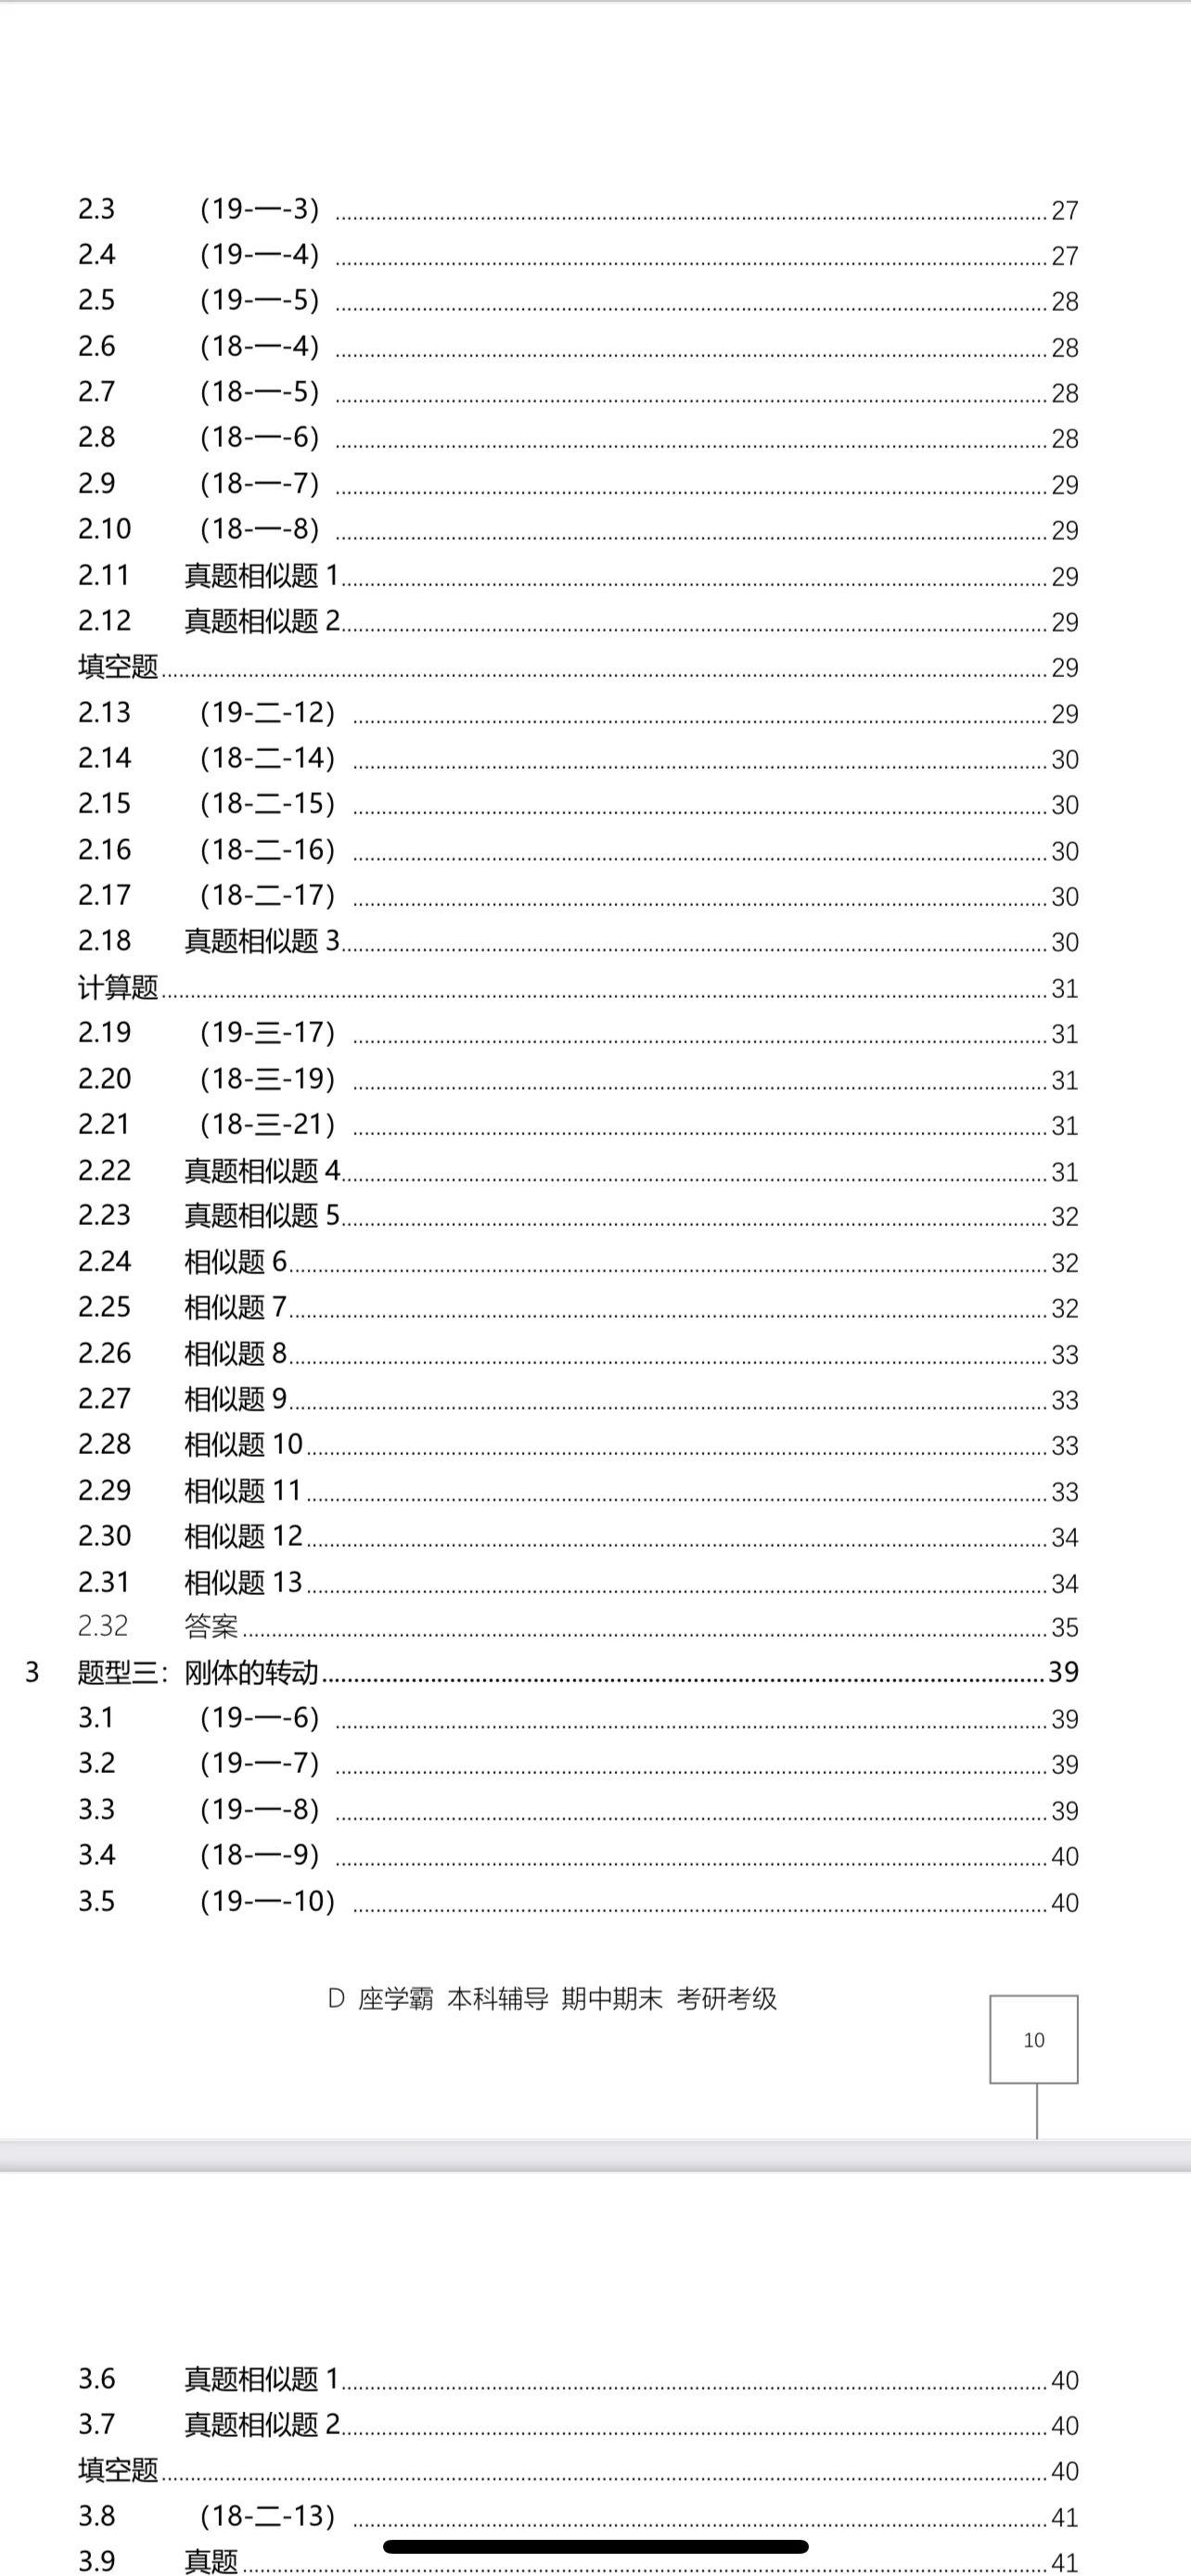 2.3 （19-一-3） 27
2.4 （19-一-4） 27
2.5 （19-一-5） 28
2.6 （18-一-4） 28
2.7 （18-一-5） 28
2.8 （18-一-6） 28
2.9 （18-一-7） 29
2.10 （18-一-8） 29
2.11 真题相似题 1 29
2.12 真题相似题 2 29
填空题 29
2.13 （19-二-12） 29
2.14 （18-二-14） 30
2.15 （18-二-15） 30
2.16 （18-二-16） 30
2.17 （18-二-17） 30
2.18 真题相似题 3 30
计算题 31
2.19 （19-三-17） 31
2.20 （18-三-19） 31
2.21 （18-三-21） 31
2.22 真题相似题 4 31
2.23 真题相似题 5 32
2.24 相似题 6 32
2.25 相似题 7 32
2.26 相似题 8 33
2.27 相似题 9 33
2.28 相似题 10 33
2.29 相似题 11 33
2.30 相似题 12 34
2.31 相似题 13 34
2.32 答案 35
3 题型三：刚体的转动 39
3.1 （19-一-6） 39
3.2 （19-一-7） 39
3.3 （19-一-8） 39
3.4 （18-一-9） 40
3.5 （19-一-10） 40
D 座学霸 本科辅导 期中期末 考研考级
10
3.6 真题相似题 1 40
3.7 真题相似题 2 40
填空题 40
3.8 （18-二-13） 41
3.9 真题 41